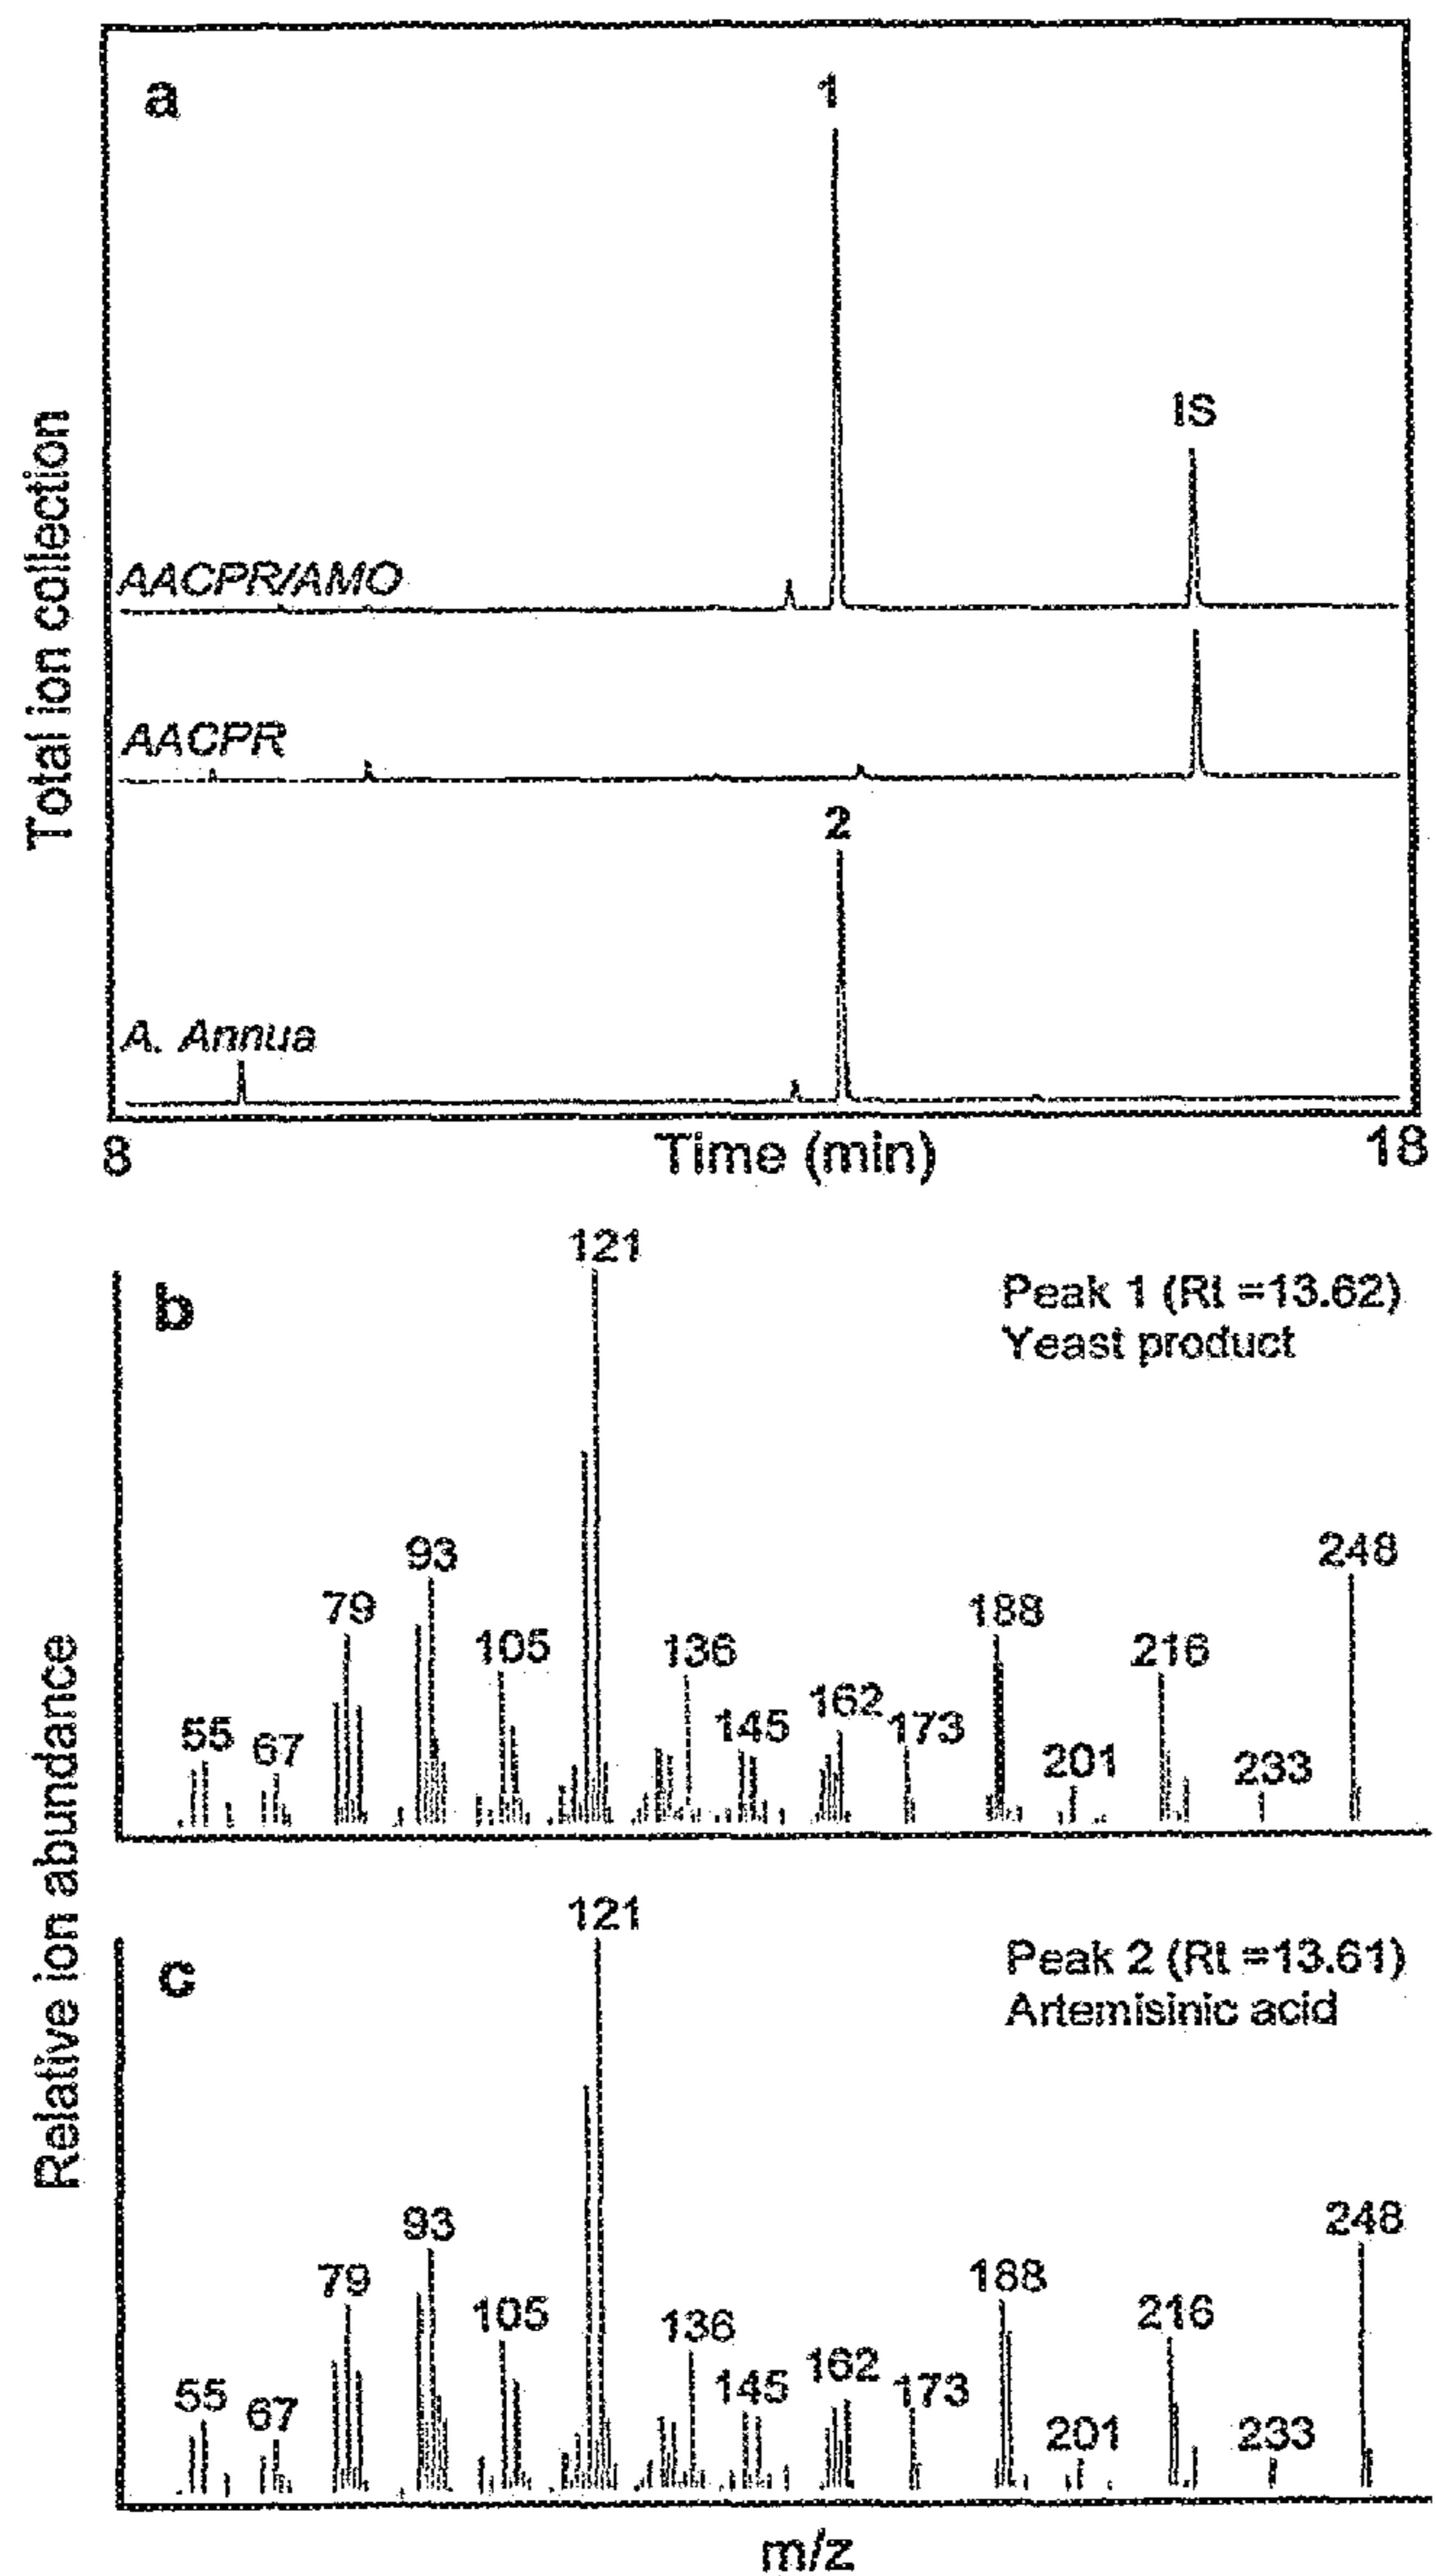 a
1
IS
AACPR/AMO
AACPR
2
A. Annua
Total ion collection
8
Time (min)
18
b
121
Peak 1 (Rt =13.62)
Yeast product
93
79
105
136
55
67
145
162
173
188
201
216
233
248
Relative ion abundance
c
121
Peak 2 (Rt =13.61)
Artemisinic acid
93
79
105
136
55
67
145
162
173
188
201
216
233
248
m/z